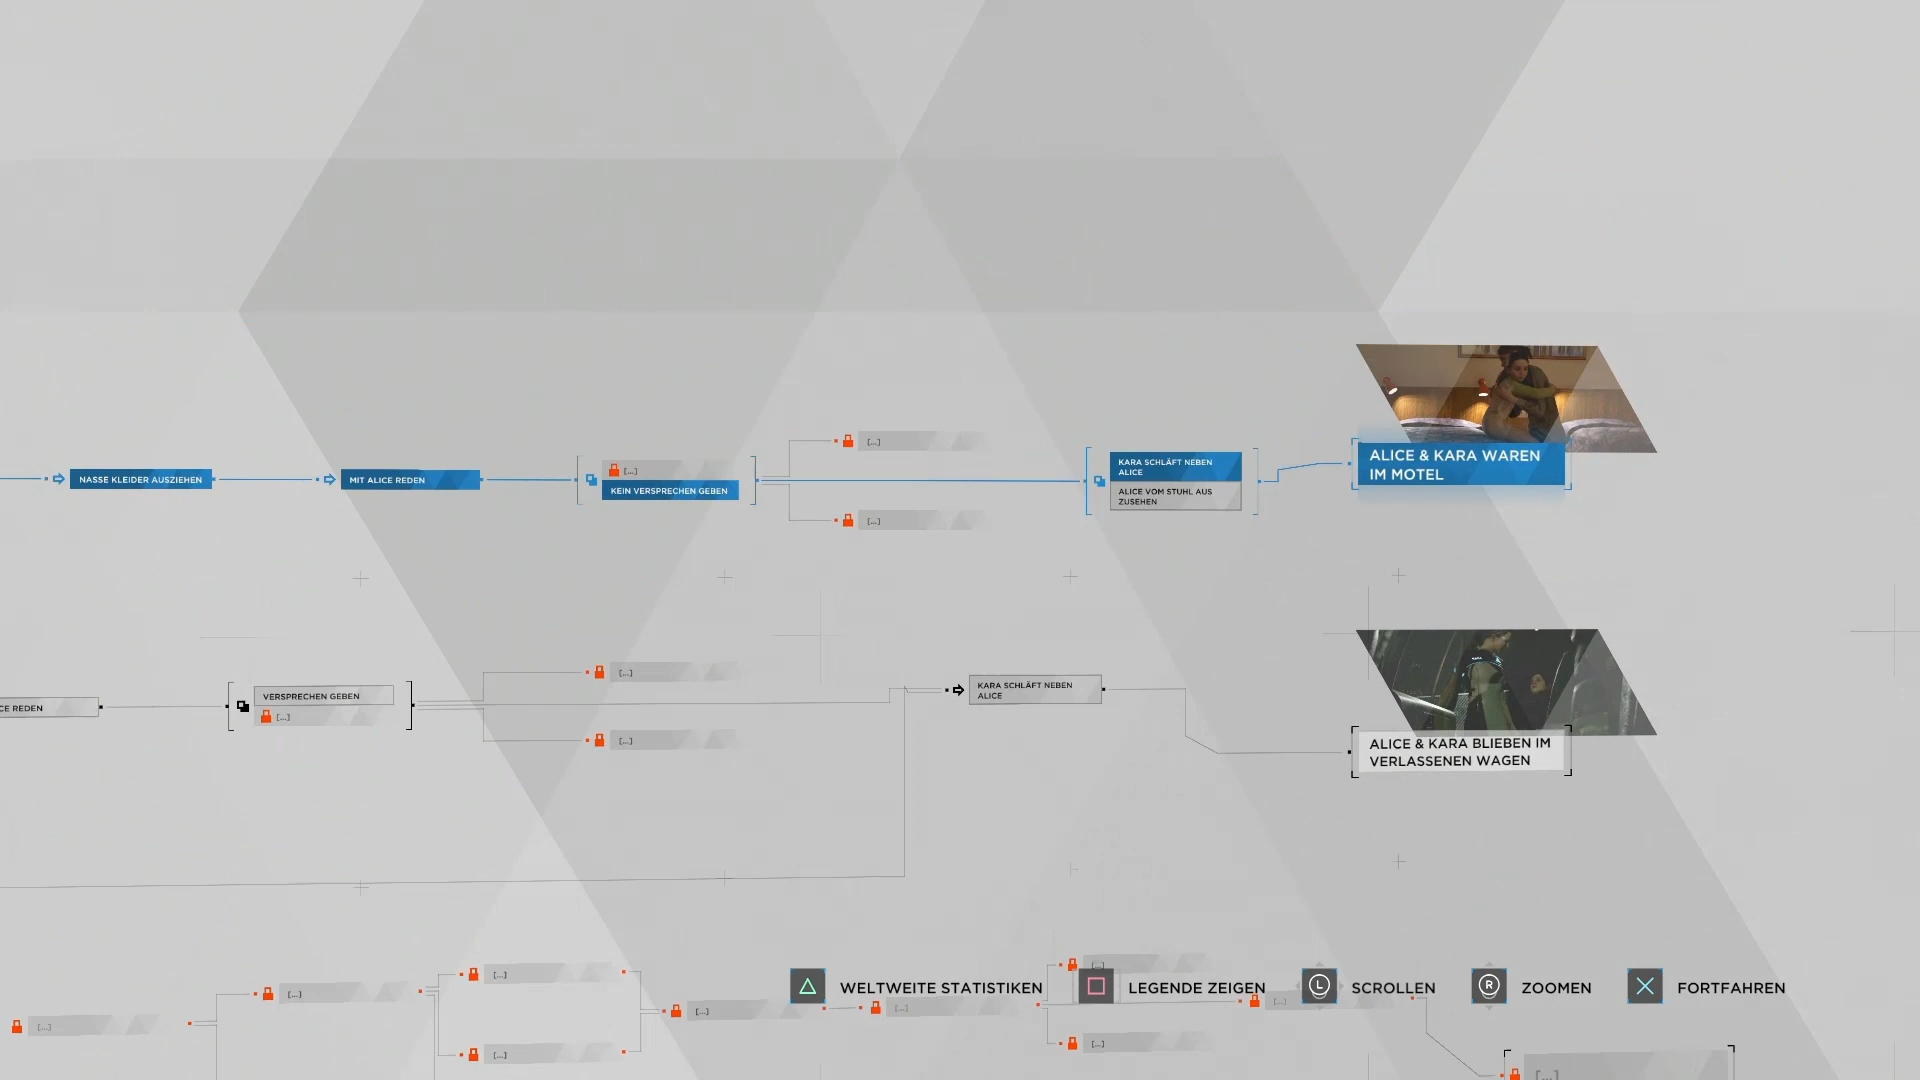 ALICE & KARA WAREN
IM MOTEL
[...]
[...]
KARA SCHLÄFT NEBEN
ALICE
NASSE KLEIDER AUSZIEHEN
MIT ALICE REDEN
KEIN VERSPRECHEN GEBEN
ALICE VOM STUHL AUS
ZUSEHEN
[...]
[...]
KARA SCHLÄFT NEBEN
ALICE
CE REDEN
VERSPRECHEN GEBEN
[...]
[...]
ALICE & KARA BLIEBEN IM
VERLASSENEN WAGEN
[...]
[...]
[...]
[...]
WELTWEITE STATISTIKEN
LEGENDE ZEIGEN
L
SCROLLEN
R
ZOOMEN
FORTFAHREN
[...]
[...]
[...]
[...]
[...]
[...]
[...]